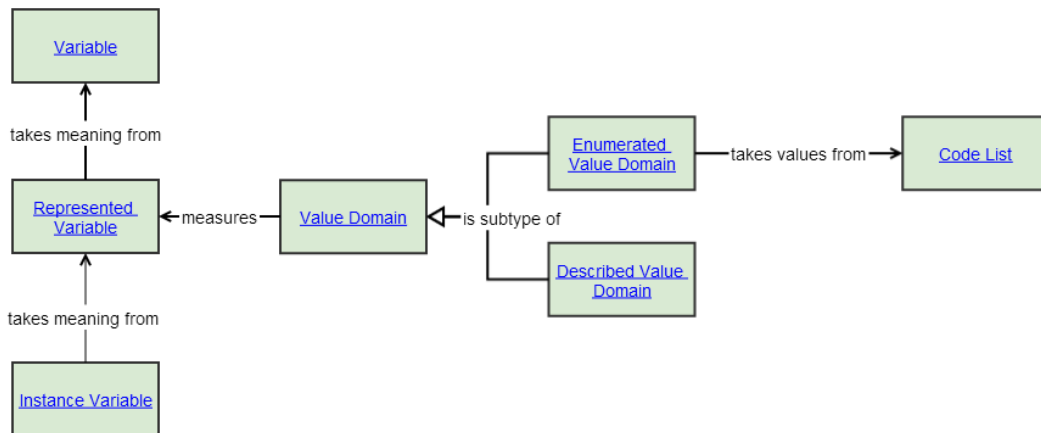 Variable
takes meaning from
Represented
Variable
measures
Value Domain
is subtype of
Enumerated
Value Domain
takes values from
Code List
Described Value
Domain
takes meaning from
Instance Variable